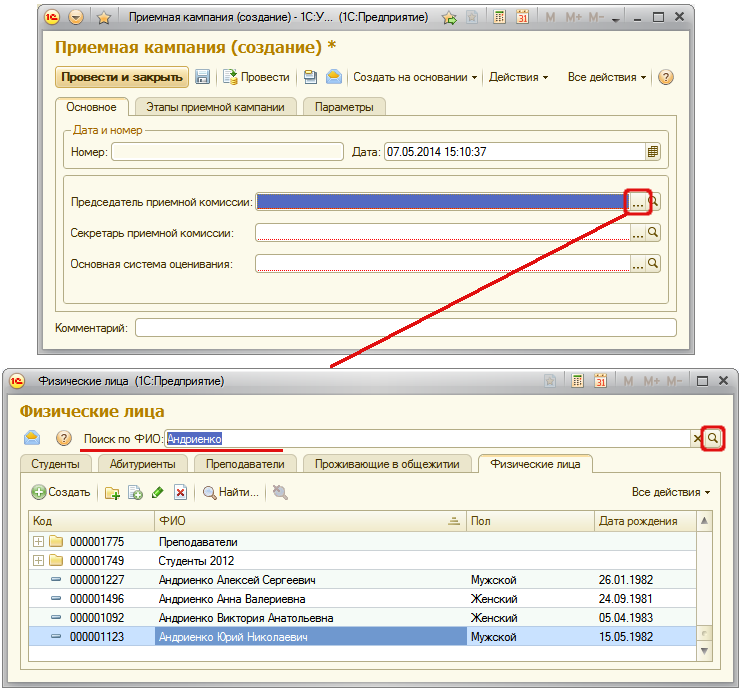 Приемная кампания (создание) - 1С:У... (1С:Предприятие) 31 M M+ M-
Приемная кампания (создание) *
Провести и закрыть Провести Создать на основании Действия Все действия ?
Основное Этапы приемной кампании Параметры
Дата и номер
Номер: Дата: 07.05.2014 15:10:37
Председатель приемной комиссии: ...
Секретарь приемной комиссии: ...
Основная система оценивания: ...
Комментарий:
Физические лица (1С:Предприятие) 31 M M+ M-
Физические лица
? Поиск по ФИО: Андриенко
Студенты Абитуриенты Преподаватели Проживающие в общежитии Физические лица
Создать Найти... Все действия
Код ФИО Пол Дата рождения
000001775 Преподаватели
000001749 Студенты 2012
000001227 Андриенко Алексей Сергеевич Мужской 26.01.1982
000001496 Андриенко Анна Валериевна Женский 24.09.1981
000001092 Андриенко Виктория Анатольевна Женский 05.04.1983
000001123 Андриенко Юрий Николаевич Мужской 15.05.1982